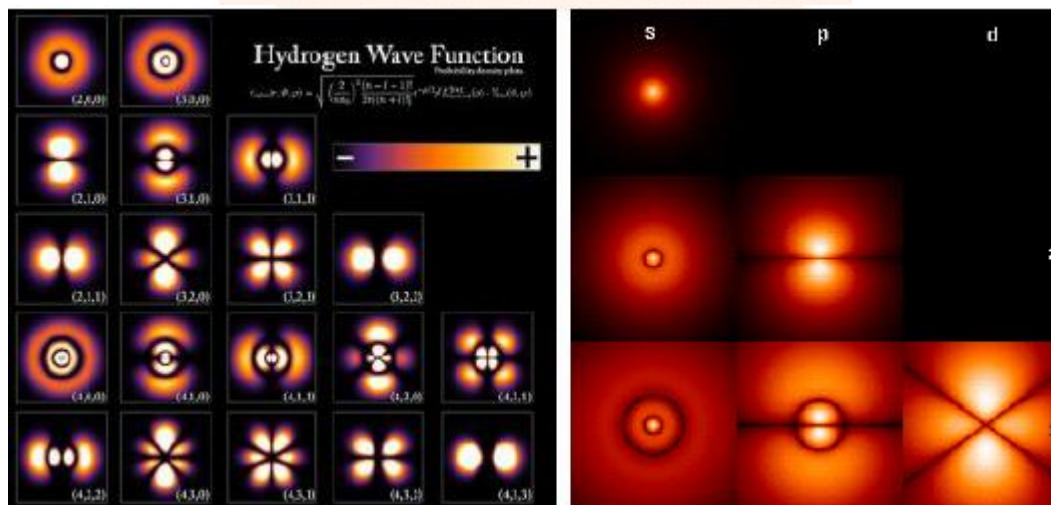 Hydrogen Wave Function
Probability density plots.
− +
(2,0,0) (3,0,0)
(2,1,0) (3,1,0) (3,1,1)
(2,1,1) (3,2,0) (3,2,1) (3,2,2)
(4,0,0) (4,1,0) (4,1,1) (4,2,0) (4,2,1)
(4,2,2) (4,3,0) (4,3,1) (4,3,2) (4,3,3)
s p d